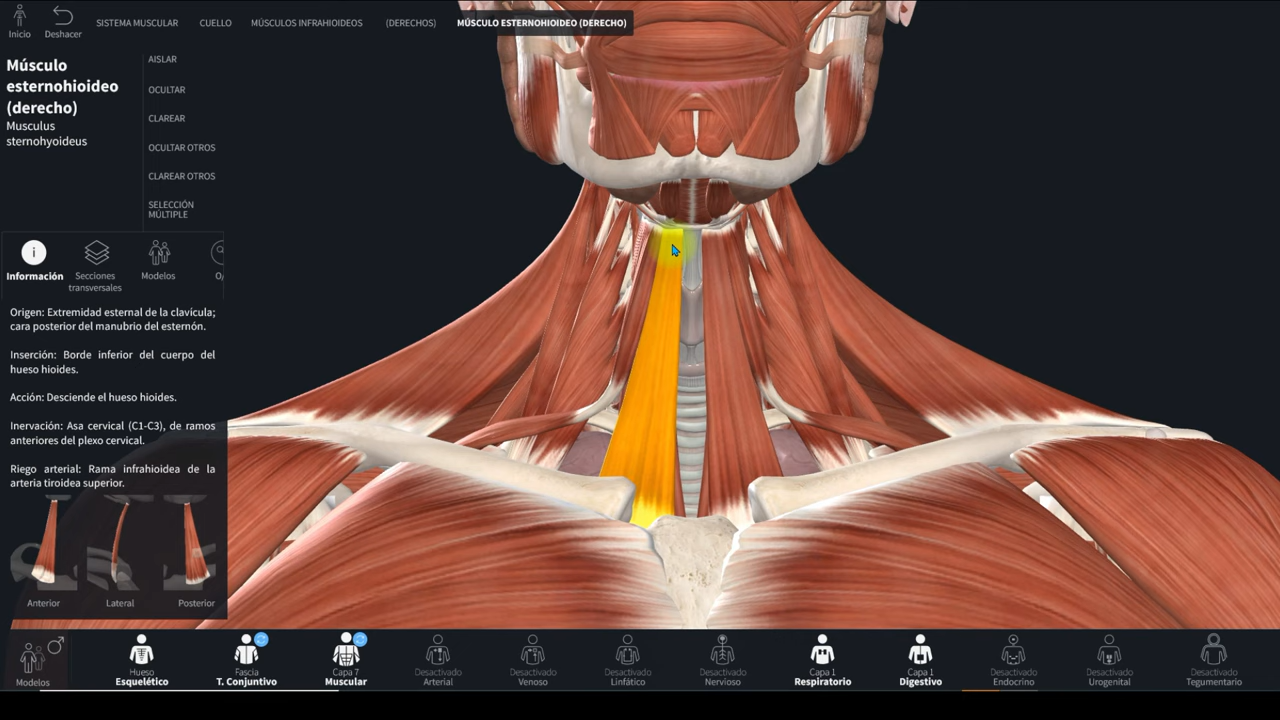 Inicio
Deshacer
SISTEMA MUSCULAR
CUELLO
MÚSCULOS INFRAHIOIDEOS
(DERECHOS)
MÚSCULO ESTERNOHIOIDEO (DERECHO)
Músculo
esternohioideo
(derecho)
Musculus
sternohyoideus
AISLAR
OCULTAR
CLAREAR
OCULTAR OTROS
CLAREAR OTROS
SELECCIÓN
MÚLTIPLE
Información
Secciones
transversales
Modelos
Origen: Extremidad esternal de la clavícula;
cara posterior del manubrio del esternón.
Inserción: Borde inferior del cuerpo del
hueso hioides.
Acción: Desciende el hueso hioides.
Inervación: Asa cervical (C1-C3), de ramos
anteriores del plexo cervical.
Riego arterial: Rama infrahioidea de la
arteria tiroidea superior.
Anterior
Lateral
Posterior
Modelos
Hueso
Esquelético
Fascia
T. Conjuntivo
Capa 7
Muscular
Desactivado
Arterial
Desactivado
Venoso
Desactivado
Linfático
Desactivado
Nervioso
Capa 1
Respiratorio
Capa 1
Digestivo
Desactivado
Endocrino
Desactivado
Urogenital
Desactivado
Tegumentario